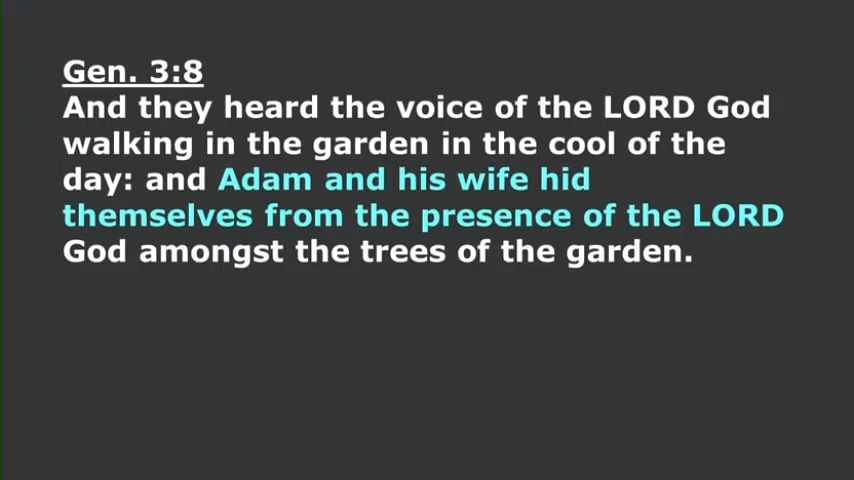 Gen. 3:8
And they heard the voice of the LORD God
walking in the garden in the cool of the
day: and Adam and his wife hid
themselves from the presence of the LORD
God amongst the trees of the garden.